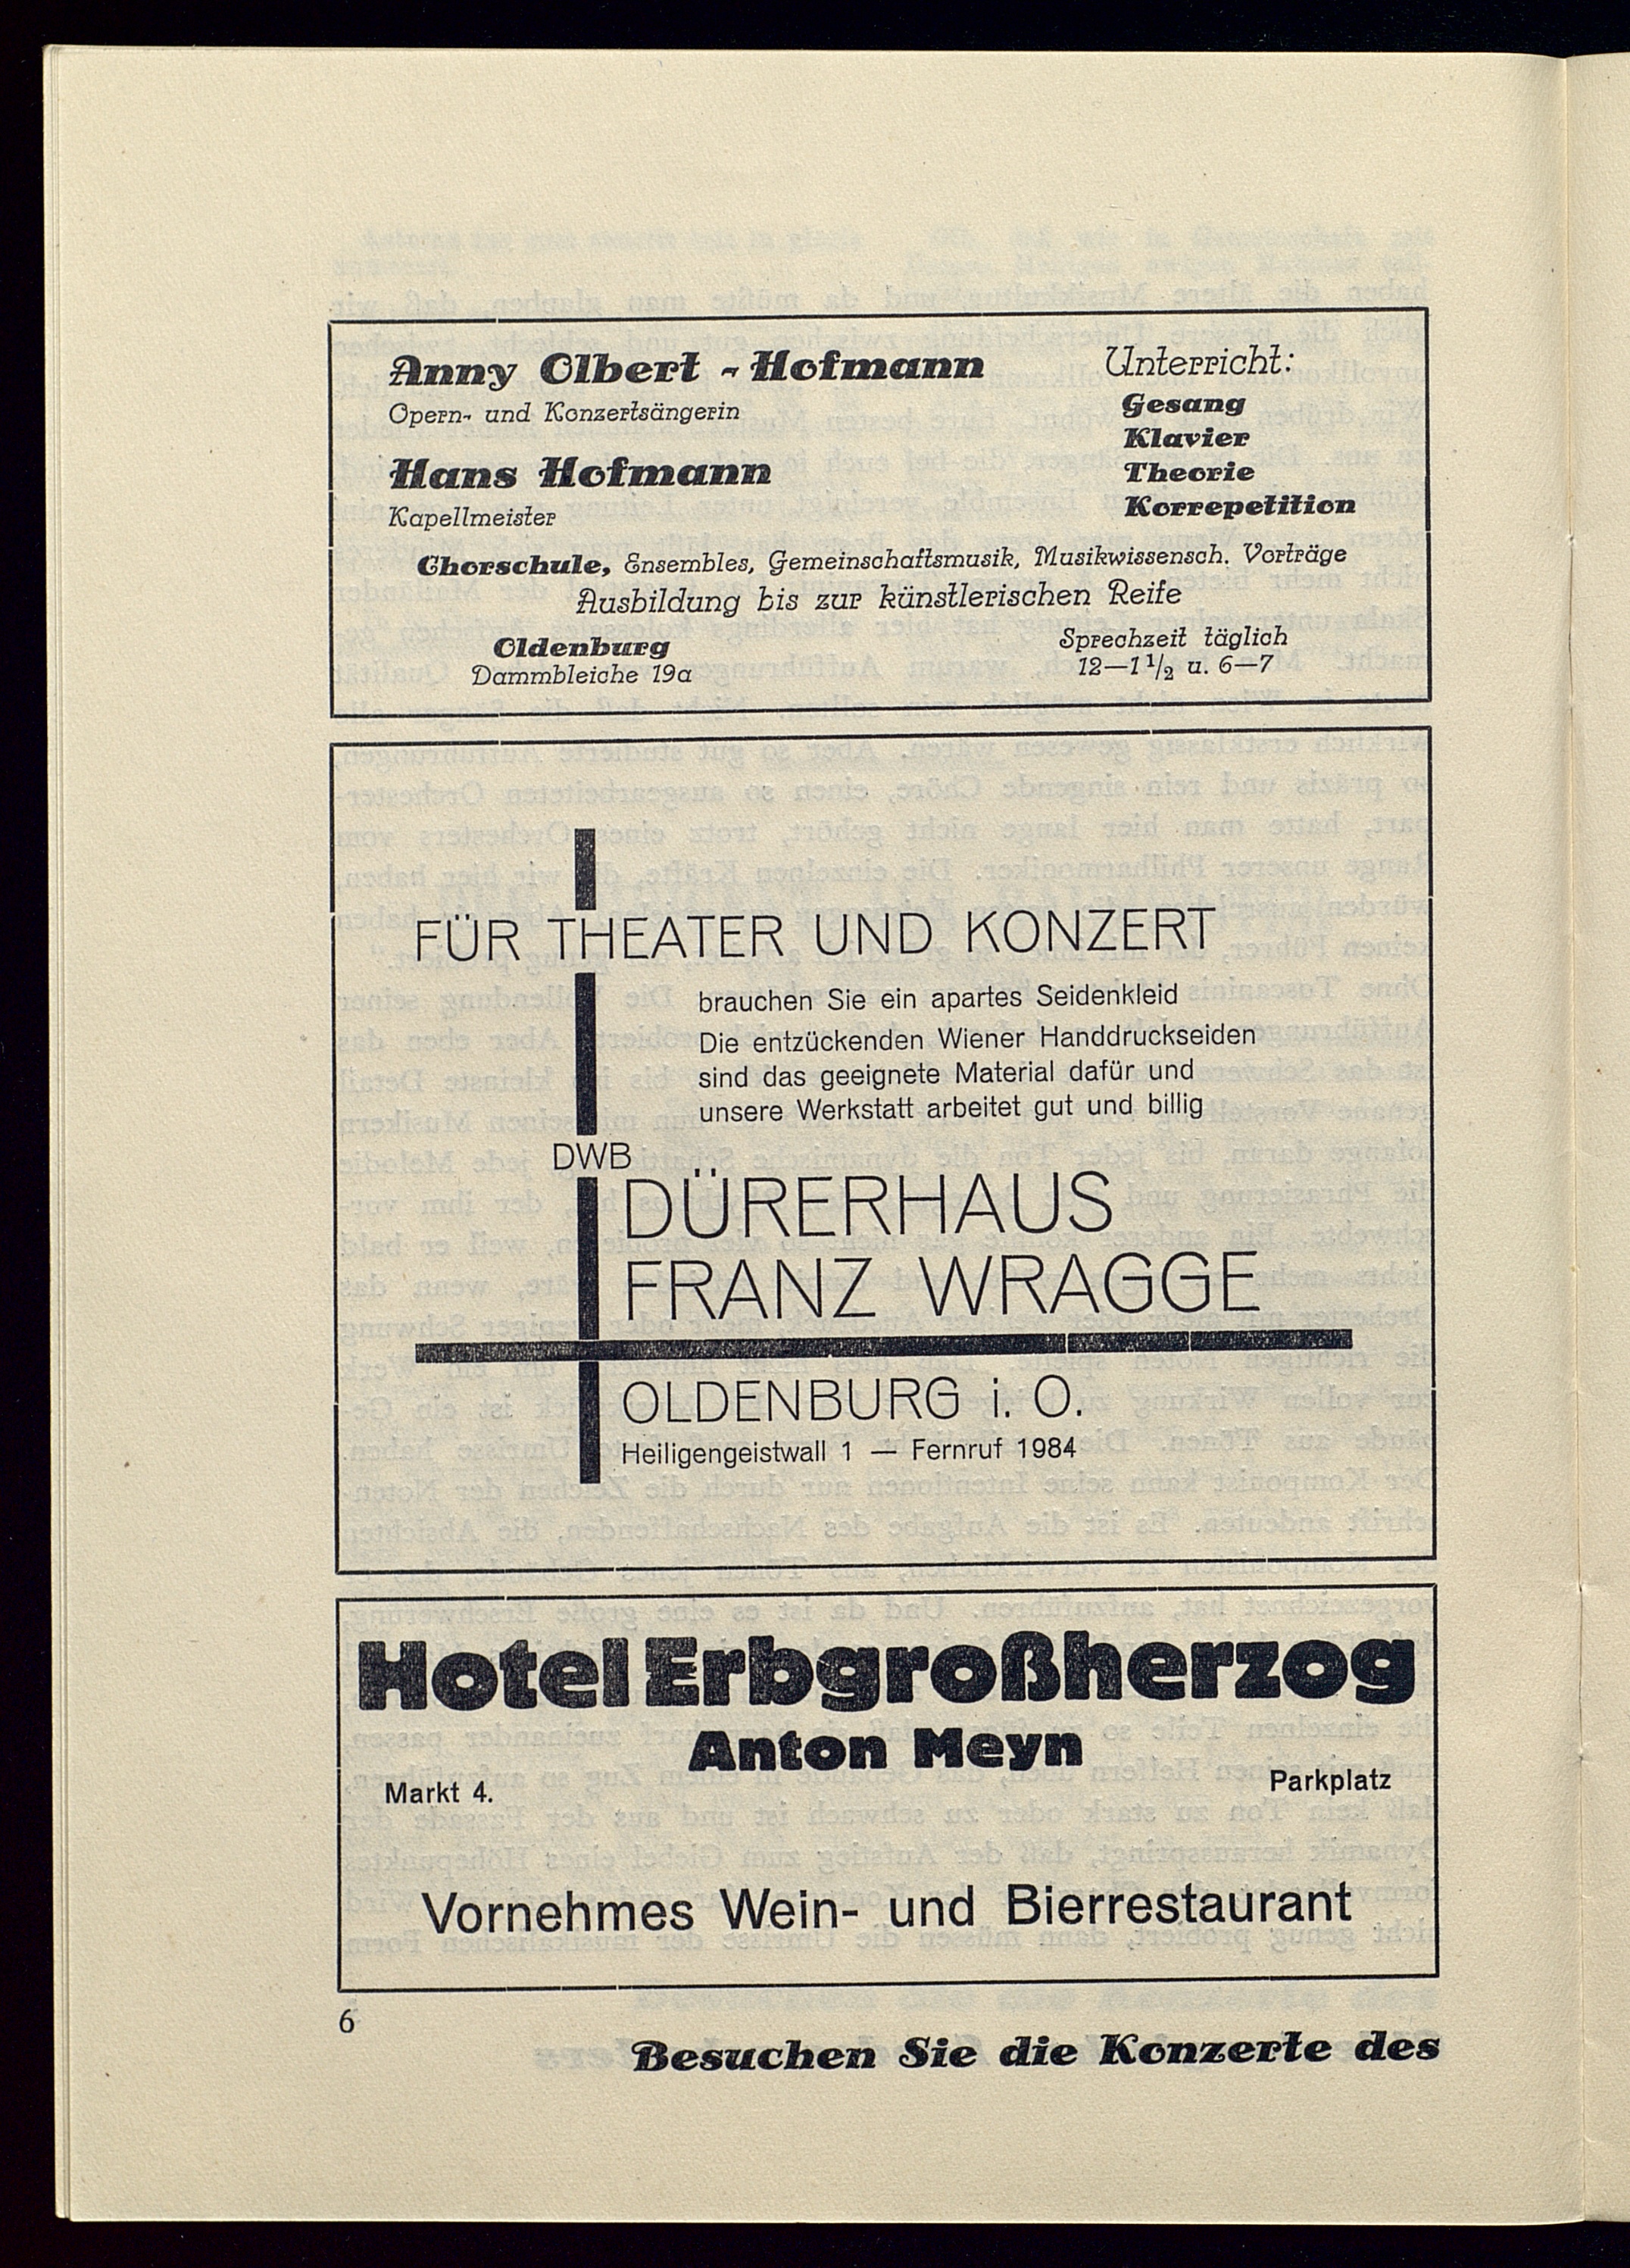 Anny Olbert - Hofmann
Opern- und Konzertsängerin
Hans Hofmann
Kapellmeister
Unterricht:
Gesang
Klavier
Theorie
Korrepetition
Chorschule, Ensembles, Gemeinschaftsmusik, Musikwissensch. Vorträge
Ausbildung bis zur künstlerischen Reife
Oldenburg
Dammbleiche 19a
Sprechzeit täglich
12—1 1/2 u. 6—7
FÜR THEATER UND KONZERT
brauchen Sie ein apartes Seidenkleid
Die entzückenden Wiener Handdruckseiden
sind das geeignete Material dafür und
unsere Werkstatt arbeitet gut und billig
DWB
DÜRERHAUS
FRANZ WRAGGE
OLDENBURG i. O.
Heiligengeistwall 1 — Fernruf 1984
Hotel Erbgroßherzog
Anton Meyn
Markt 4.
Parkplatz
Vornehmes Wein- und Bierrestaurant
6
Besuchen Sie die Konzerte des